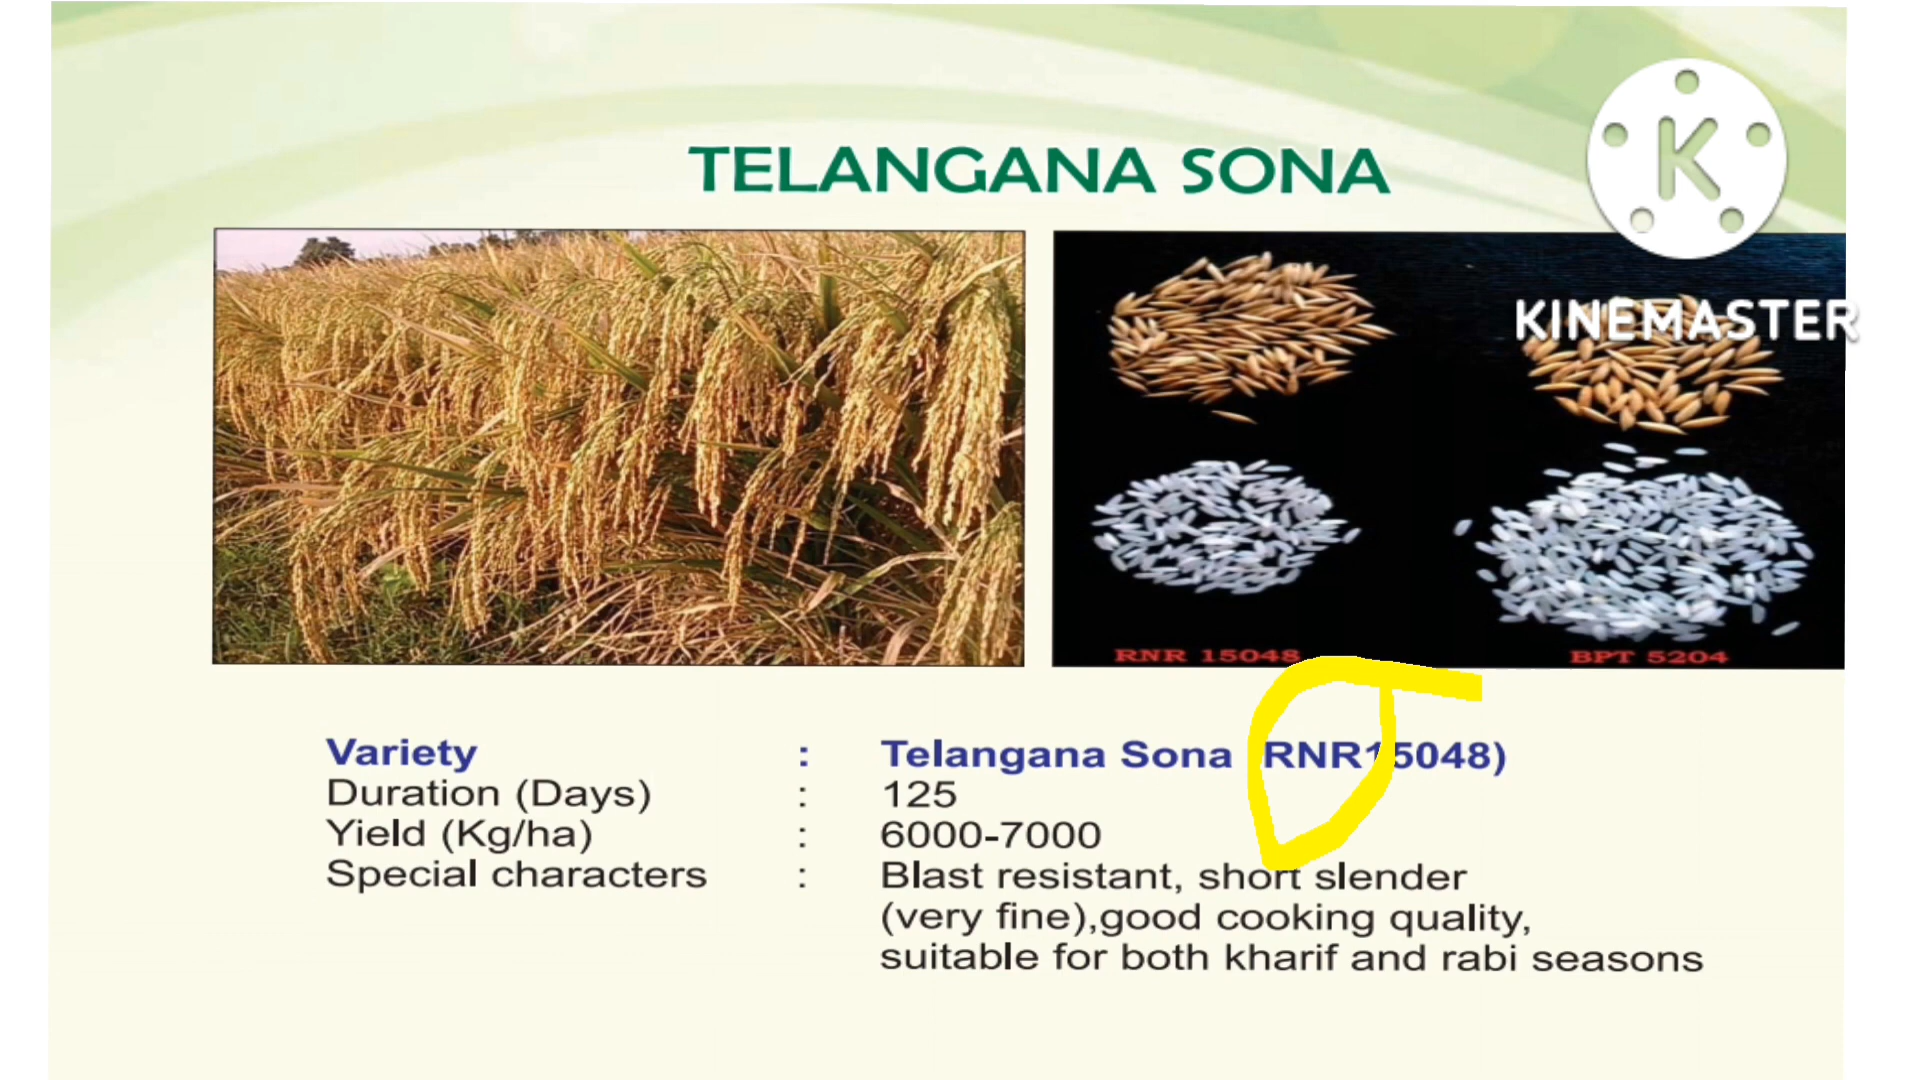 TELANGANA SONA
K
KINEMASTER
RNR 15048
BPT 5204
Variety : Telangana Sona RNR15048)
Duration (Days) : 125
Yield (Kg/ha) : 6000-7000
Special characters : Blast resistant, short slender
(very fine),good cooking quality,
suitable for both kharif and rabi seasons